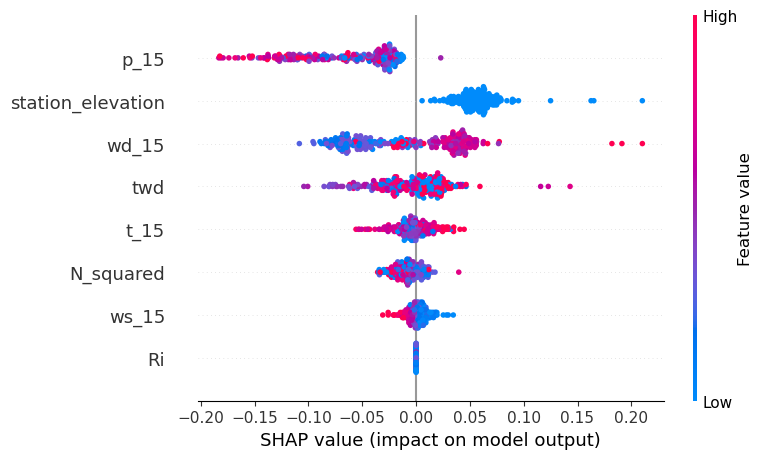 High
p_15
station_elevation
wd_15
twd
t_15
N_squared
ws_15
Ri
Feature value
Low
−0.20 −0.15 −0.10 −0.05 0.00 0.05 0.10 0.15 0.20
SHAP value (impact on model output)